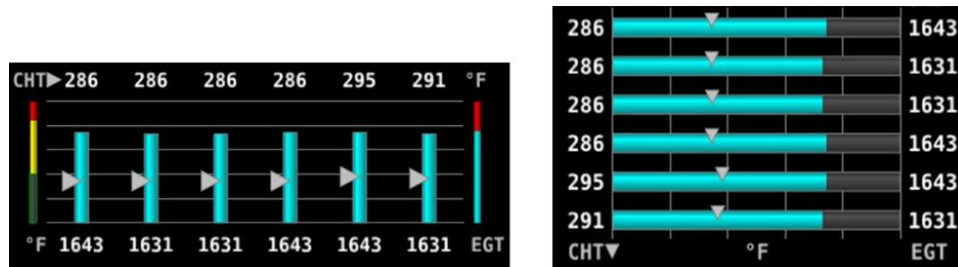 CHT▶286 286 286 286 295 291 °F
°F 1643 1631 1631 1643 1643 1631 EGT
286 1643
286 1631
286 1631
286 1643
295 1643
291 1631
CHT▼ °F EGT